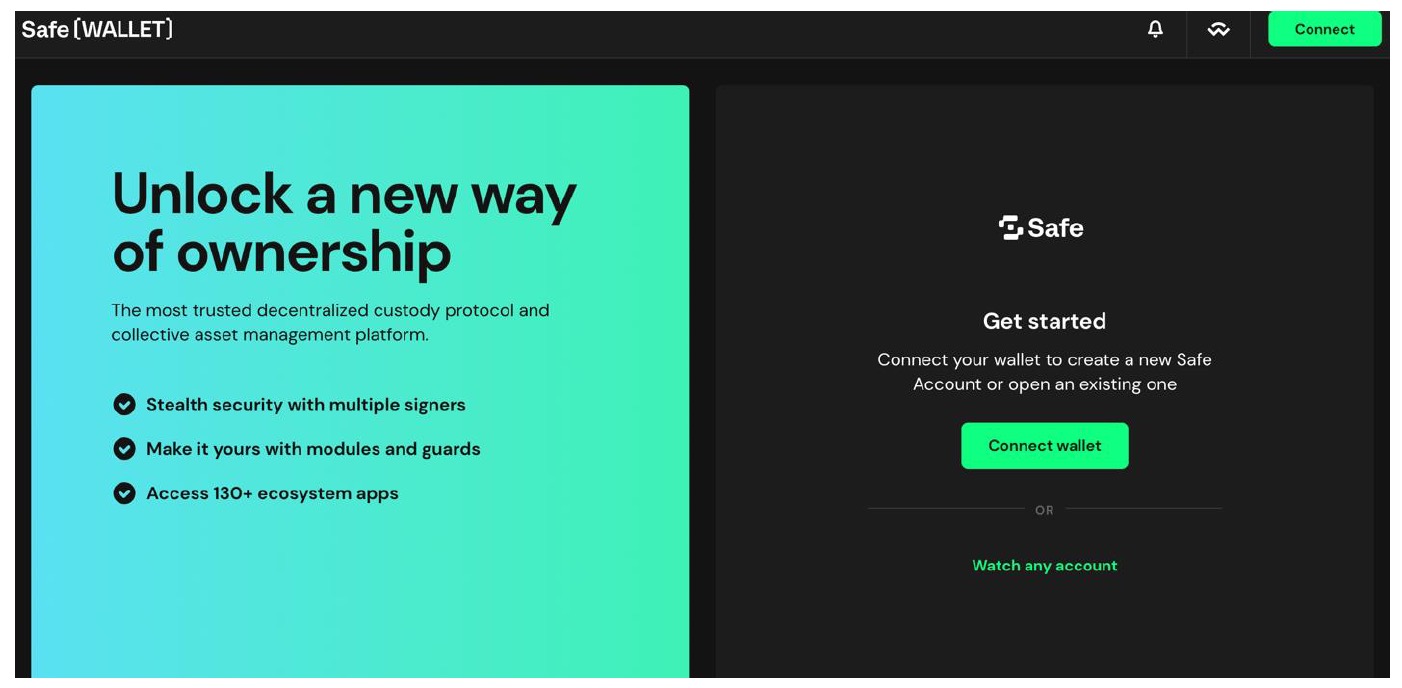 Safe{WALLET}
Connect
Unlock a new way
of ownership
The most trusted decentralized custody protocol and
collective asset management platform.
Stealth security with multiple signers
Make it yours with modules and guards
Access 130+ ecosystem apps
Safe
Get started
Connect your wallet to create a new Safe
Account or open an existing one
Connect wallet
OR
Watch any account